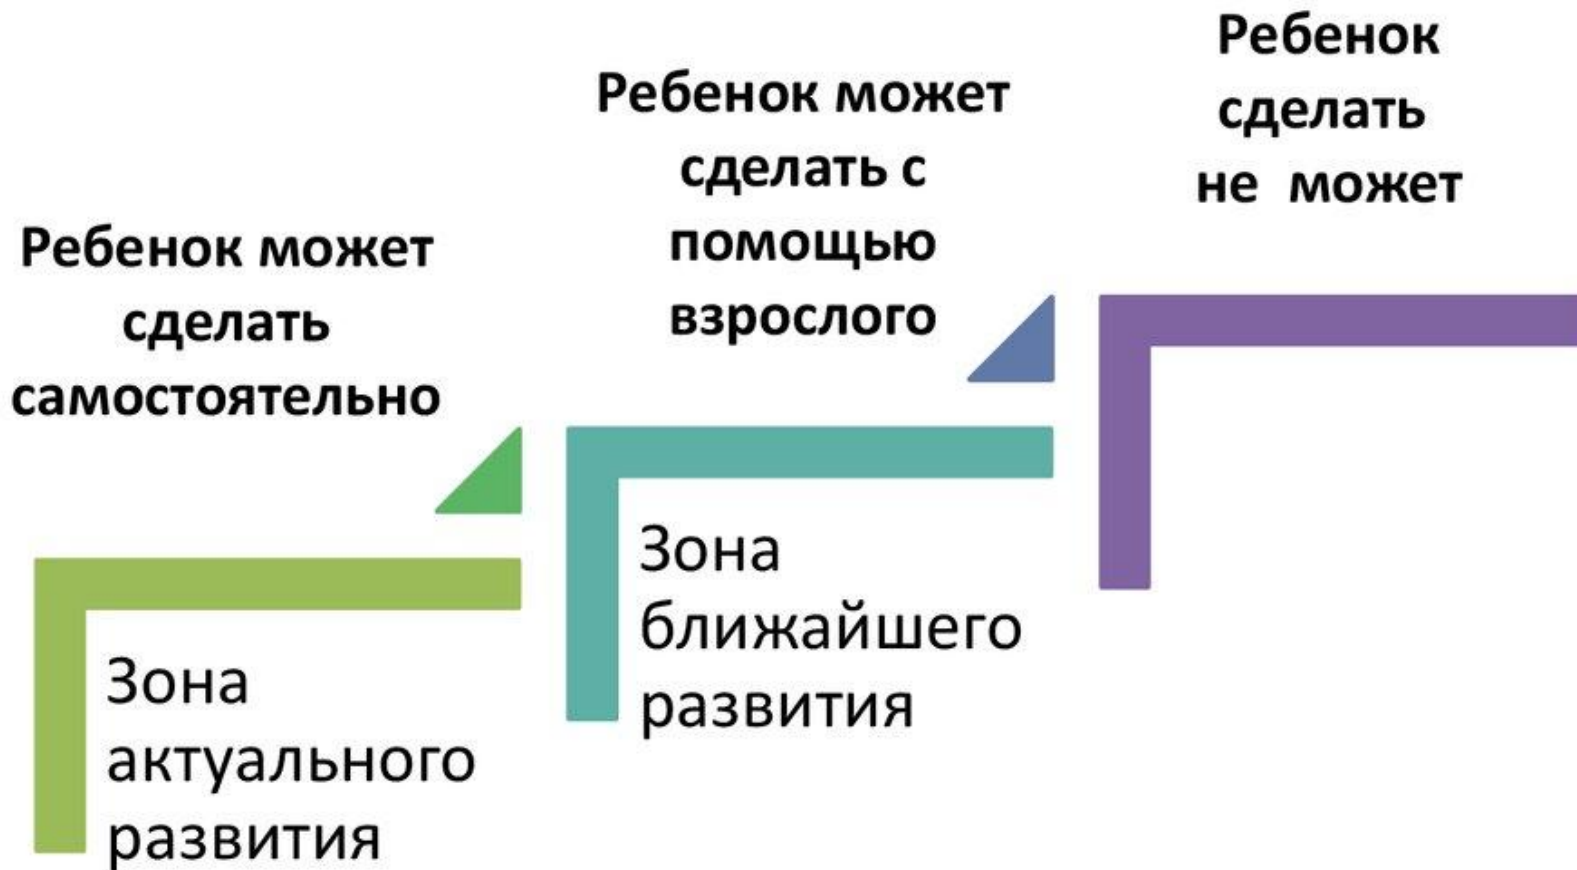 Ребенок может
сделать
самостоятельно
Зона
актуального
развития
Ребенок может
сделать с
помощью
взрослого
Зона
ближайшего
развития
Ребенок
сделать
не может